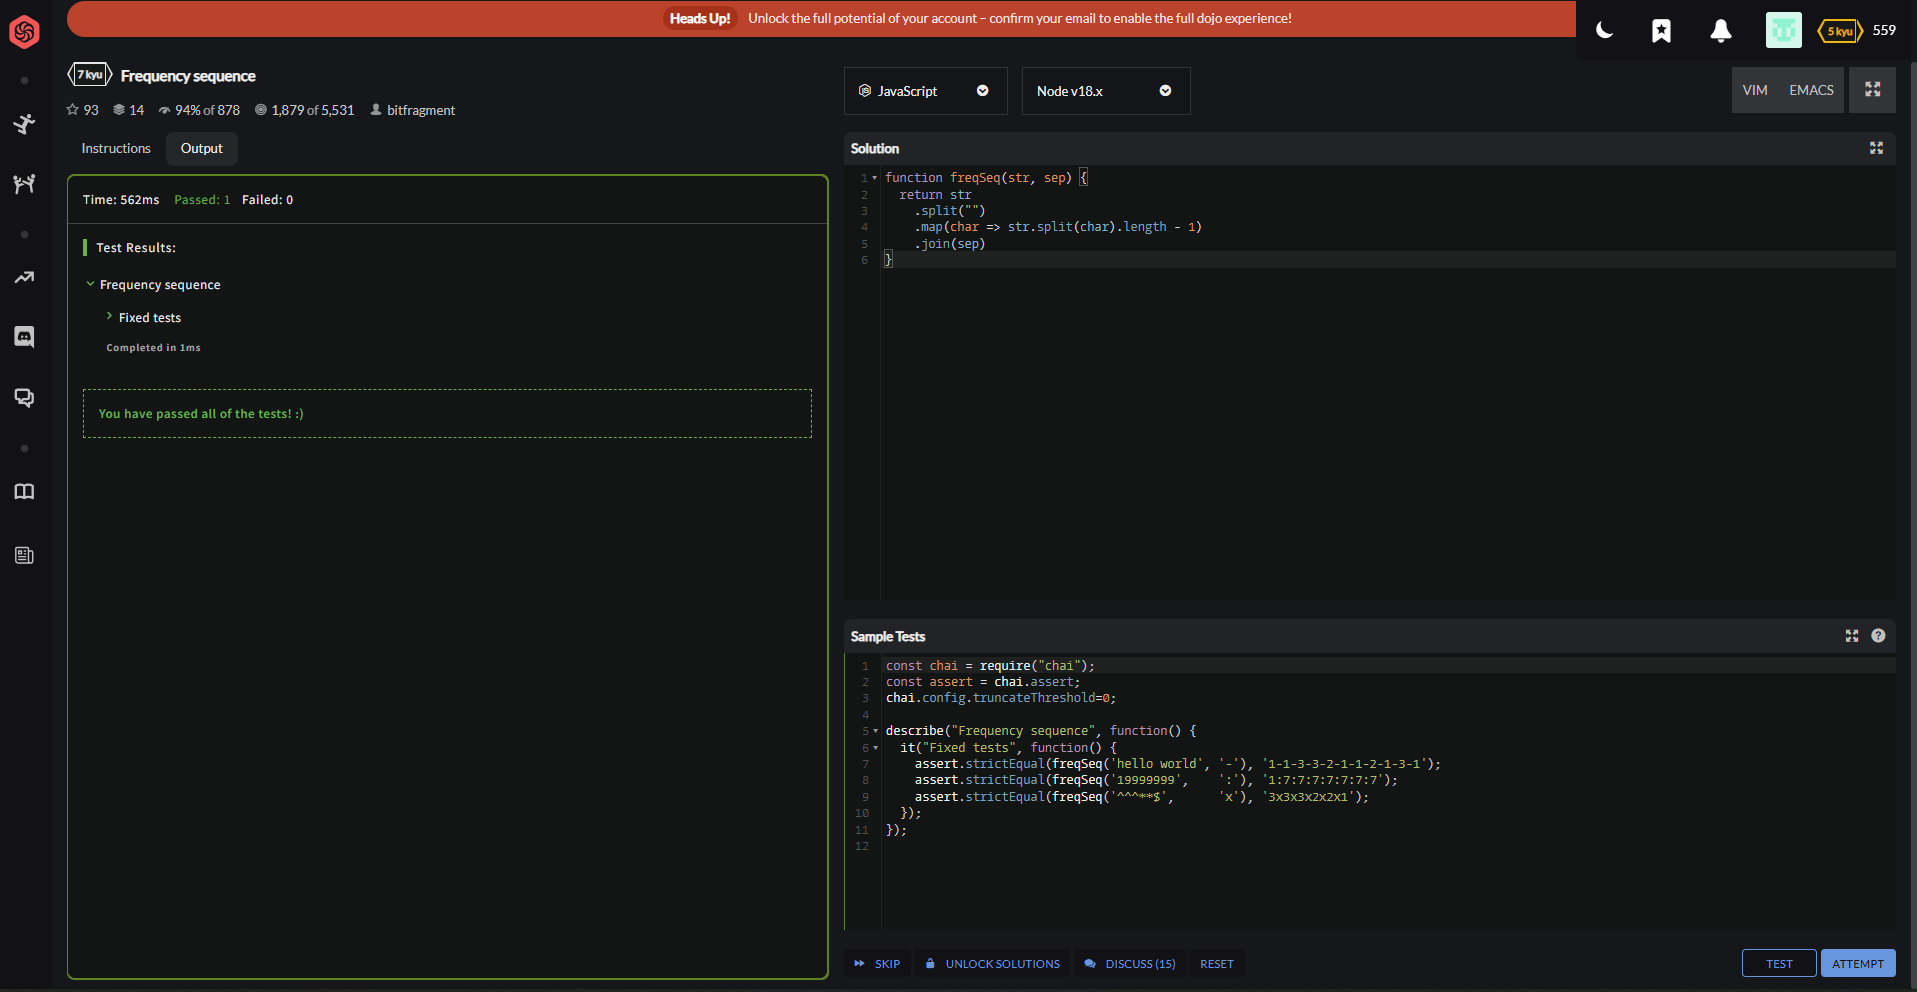 Heads Up! Unlock the full potential of your account – confirm your email to enable the full dojo experience!
5 kyu 559
7 kyu Frequency sequence
93 14 94% of 878 1,879 of 5,531 bitfragment
Instructions Output
Time: 562ms Passed: 1 Failed: 0
Test Results:
Frequency sequence
Fixed tests
Completed in 1ms
You have passed all of the tests! :)
JavaScript Node v18.x VIM EMACS
Solution
1 function freqSeq(str, sep) {
2   return str
3     .split("")
4     .map(char => str.split(char).length - 1)
5     .join(sep)
6 }
Sample Tests
1 const chai = require("chai");
2 const assert = chai.assert;
3 chai.config.truncateThreshold=0;
4
5 describe("Frequency sequence", function() {
6   it("Fixed tests", function() {
7     assert.strictEqual(freqSeq('hello world', '-'), '1-1-3-3-2-1-1-2-1-3-1');
8     assert.strictEqual(freqSeq('19999999',    ':'), '1:7:7:7:7:7:7:7');
9     assert.strictEqual(freqSeq('^^^**$',      'x'), '3x3x3x2x2x1');
10   });
11 });
12
SKIP UNLOCK SOLUTIONS DISCUSS (15) RESET TEST ATTEMPT